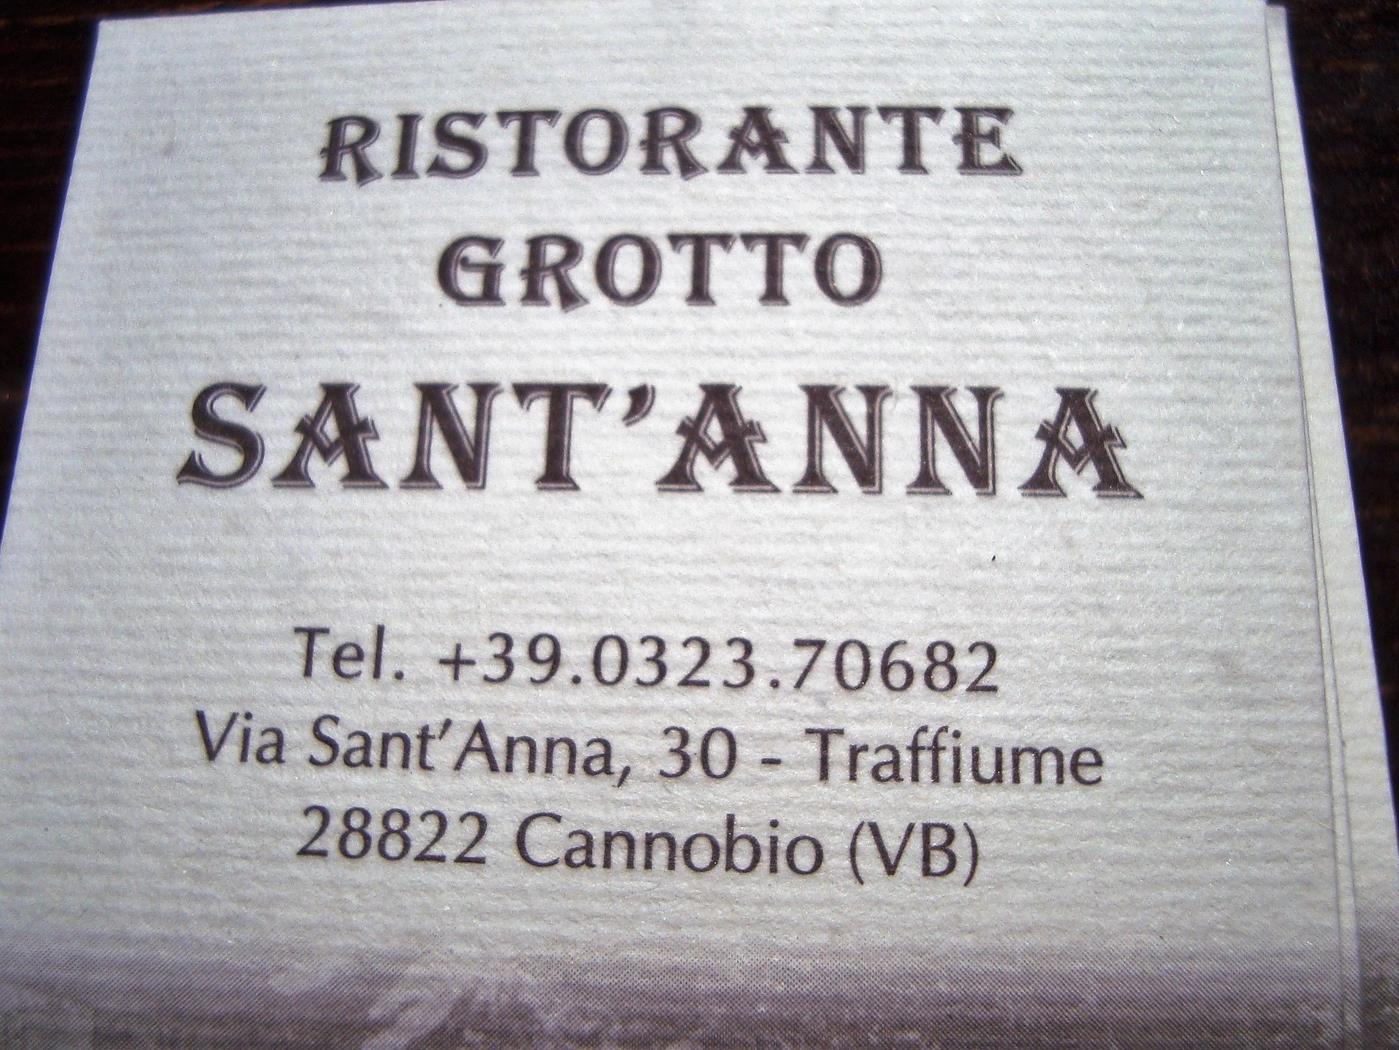 RISTORANTE
GROTTO
SANT'ANNA
Tel. +39.0323.70682
Via Sant'Anna, 30 - Traffiume
28822 Cannobio (VB)